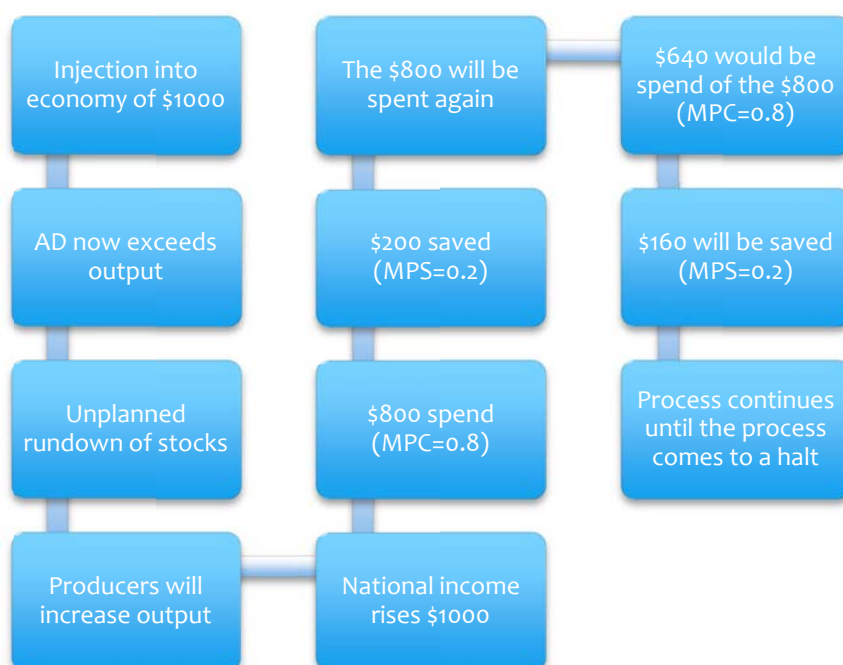 Injection into
economy of $1000
AD now exceeds
output
Unplanned
rundown of stocks
Producers will
increase output
National income
rises $1000
$800 spend
(MPC=0.8)
$200 saved
(MPS=0.2)
The $800 will be
spent again
$640 would be
spend of the $800
(MPC=0.8)
$160 will be saved
(MPS=0.2)
Process continues
until the process
comes to a halt